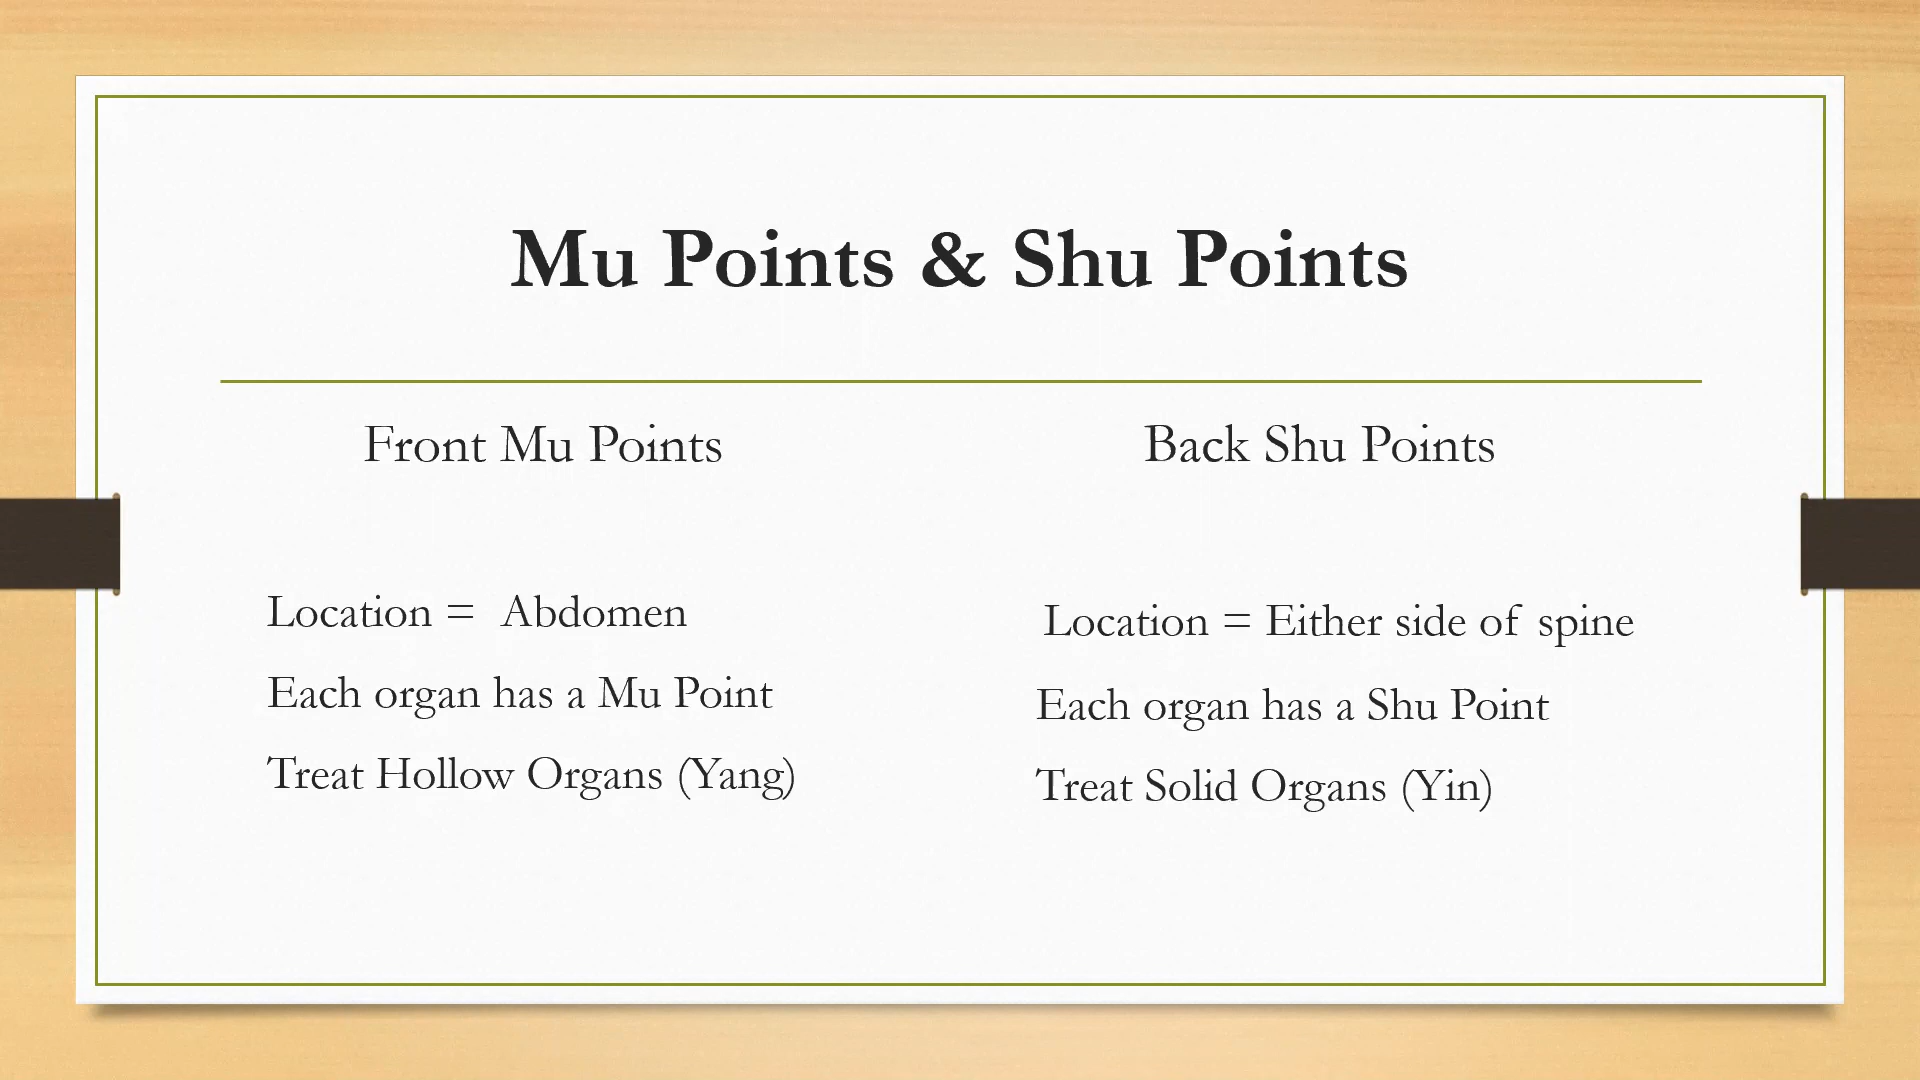 Mu Points & Shu Points
Front Mu Points
Location = Abdomen
Each organ has a Mu Point
Treat Hollow Organs (Yang)
Back Shu Points
Location = Either side of spine
Each organ has a Shu Point
Treat Solid Organs (Yin)